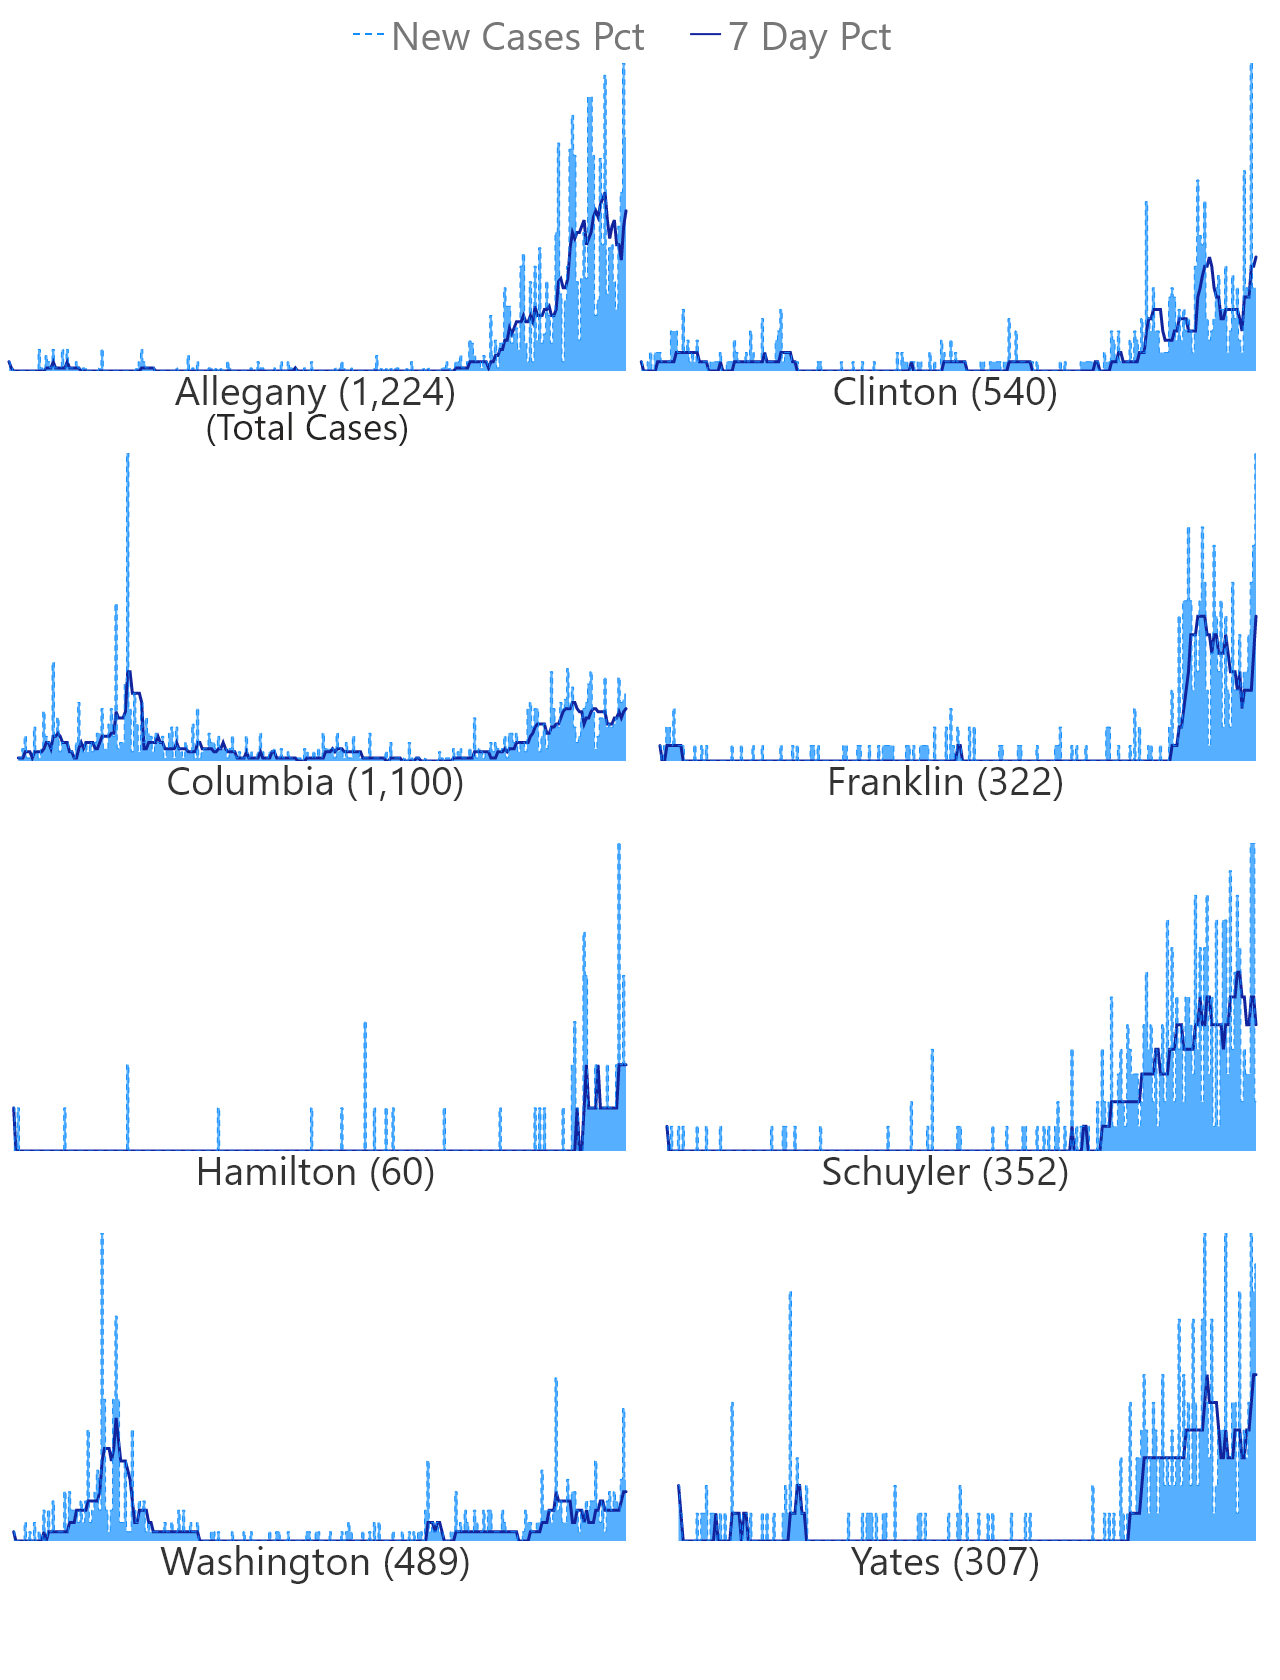 New Cases Pct 7 Day Pct
Allegany (1,224) Clinton (540)
(Total Cases)
Columbia (1,100) Franklin (322)
Hamilton (60) Schuyler (352)
Washington (489) Yates (307)